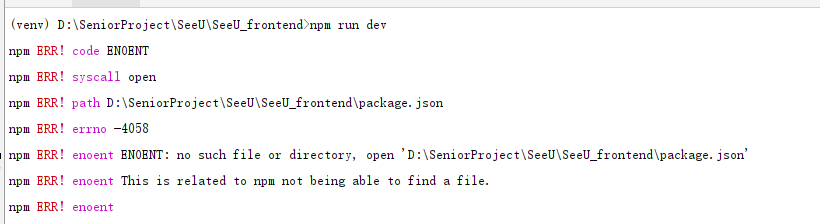 (venv) D:\SeniorProject\SeeU\SeeU_frontend>npm run dev
npm ERR! code ENOENT
npm ERR! syscall open
npm ERR! path D:\SeniorProject\SeeU\SeeU_frontend\package.json
npm ERR! errno -4058
npm ERR! enoent ENOENT: no such file or directory, open 'D:\SeniorProject\SeeU\SeeU_frontend\package.json'
npm ERR! enoent This is related to npm not being able to find a file.
npm ERR! enoent